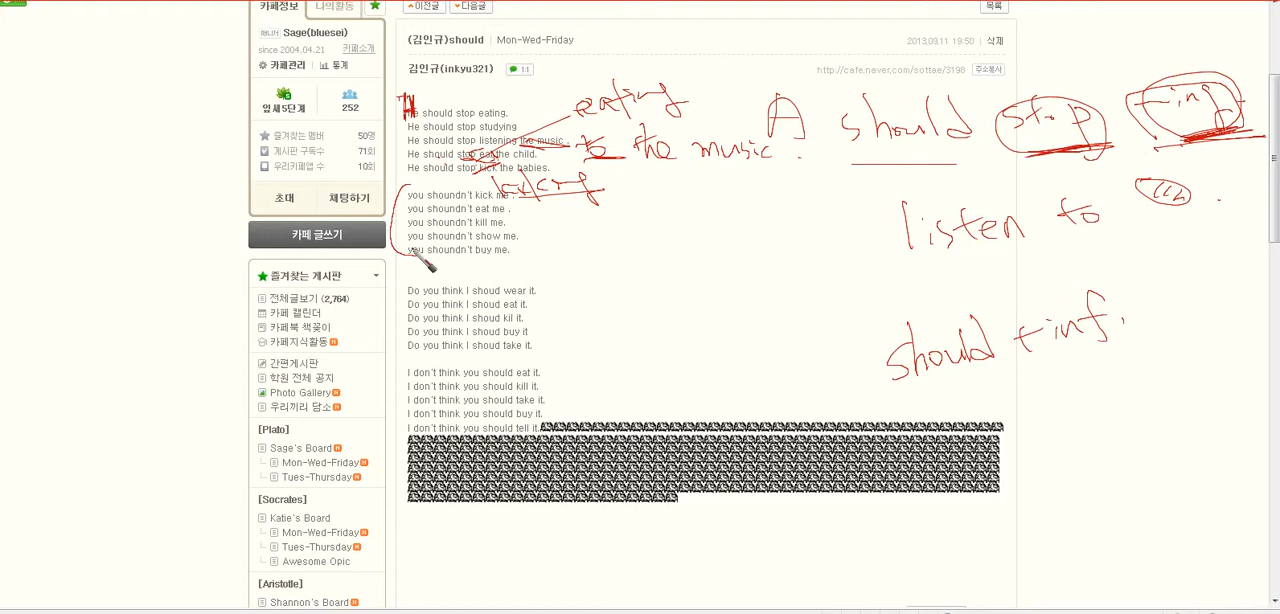 카페정보 나의활동
매니저 Sage(bluesei)
since 2004.04.21 카페소개
카페관리 통계
잎새5단계 252
즐겨찾는 멤버 50명
게시판 구독수 71회
우리카페앱 수 10회
초대 채팅하기
카페 글쓰기
즐겨찾는 게시판
전체글보기 (2,764)
카페 캘린더
카페북 책꽂이
카페지식활동
간편게시판
학원 전체 공지
Photo Gallery
우리끼리 담소
[Plato]
Sage's Board
Mon-Wed-Friday
Tues-Thursday
[Socrates]
Katie's Board
Mon-Wed-Friday
Tues-Thursday
Awesome Opic
[Aristotle]
Shannon's Board
이전글 다음글 목록
(김인규)should Mon-Wed-Friday 2013,09,11 19:50 삭제
김인규(inkyu321) 1:1 http://cafe.naver.com/sottae/3198 주소복사
He should stop eating.
He should stop studying
He should stop listening the music .
He should stop eat the child.
He should stop kick the babies.
you shoundn't kick me .
you shoundn't eat me .
you shoundn't kill me.
you shoundn't show me.
you shoundn't buy me.
Do you think I shoud wear it.
Do you think I shoud eat it.
Do you think I shoud kil it.
Do you think I shoud buy it
Do you think I shoud take it.
I don't think you should eat it.
I don't think you should kill it.
I don't think you should take it.
I don't think you should buy it.
I don't think you should tell it.
eating
to the music.
kicking
A should stop ~ing
listen to
should + inf.